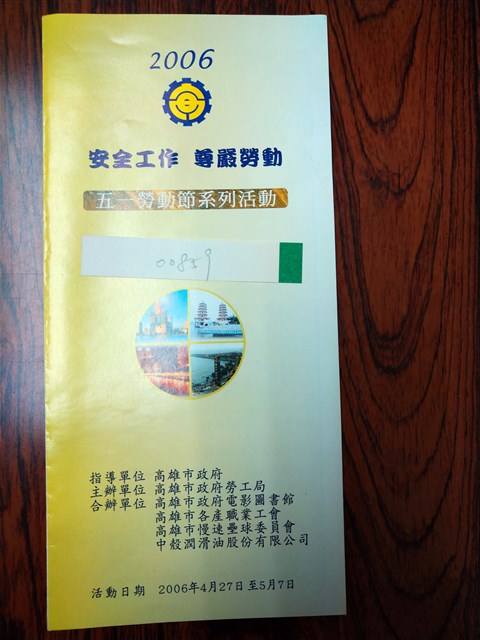 2006
安全工作 尊嚴勞動
五一勞動節系列活動
00859
指導單位 高雄市政府
主辦單位 高雄市政府勞工局
合辦單位 高雄市政府電影圖書館
高雄市各產職業工會
高雄市慢速壘球委員會
中殼潤滑油股份有限公司
活動日期 2006年4月27日至5月7日